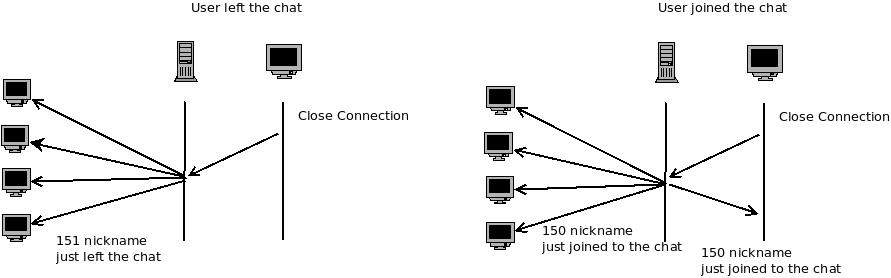 User left the chat
Close Connection
151 nickname
just left the chat
User joined the chat
Close Connection
150 nickname
just joined to the chat
150 nickname
just joined to the chat